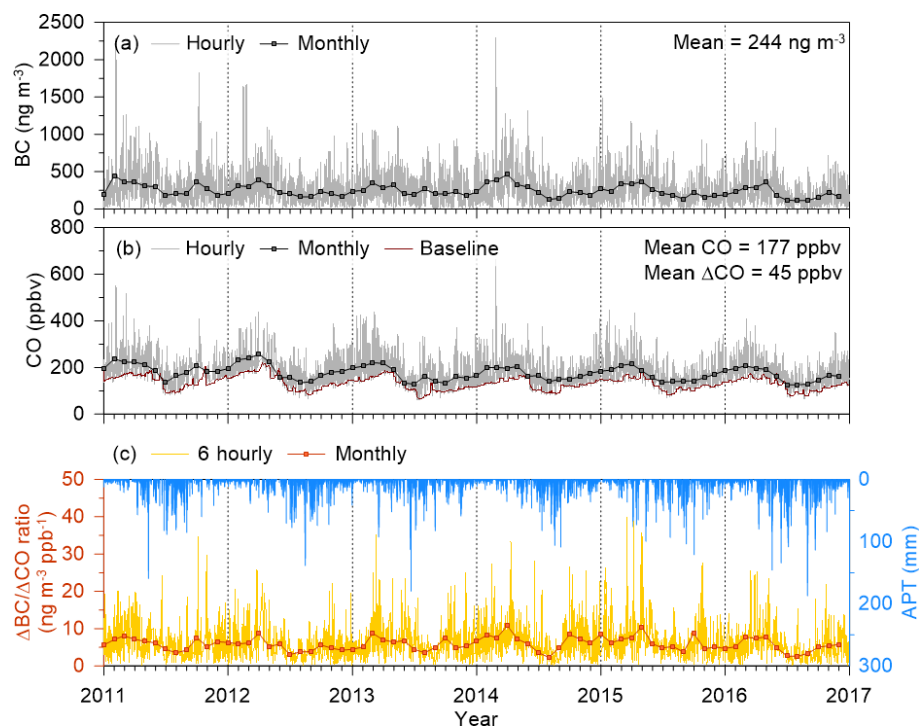 (a) Hourly Monthly Mean = 244 ng m-3
BC (ng m-3)
2500
2000
1500
1000
500
0
(b) Hourly Monthly Baseline Mean CO = 177 ppbv
Mean ΔCO = 45 ppbv
CO (ppbv)
800
600
400
200
0
(c) 6 hourly Monthly
ΔBC/ΔCO ratio
(ng m-3 ppb-1)
50
40
30
20
10
0
0
100
200
300
APT (mm)
2011 2012 2013 2014 2015 2016 2017
Year